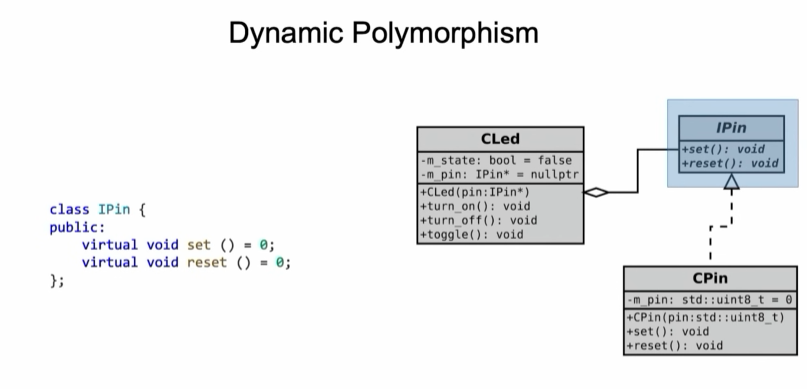 Dynamic Polymorphism
class IPin {
public:
    virtual void set () = 0;
    virtual void reset () = 0;
};
CLed
-m_state: bool = false
-m_pin: IPin* = nullptr
+CLed(pin:IPin*)
+turn_on(): void
+turn_off(): void
+toggle(): void
IPin
+set(): void
+reset(): void
CPin
-m_pin: std::uint8_t = 0
+CPin(pin:std::uint8_t)
+set(): void
+reset(): void